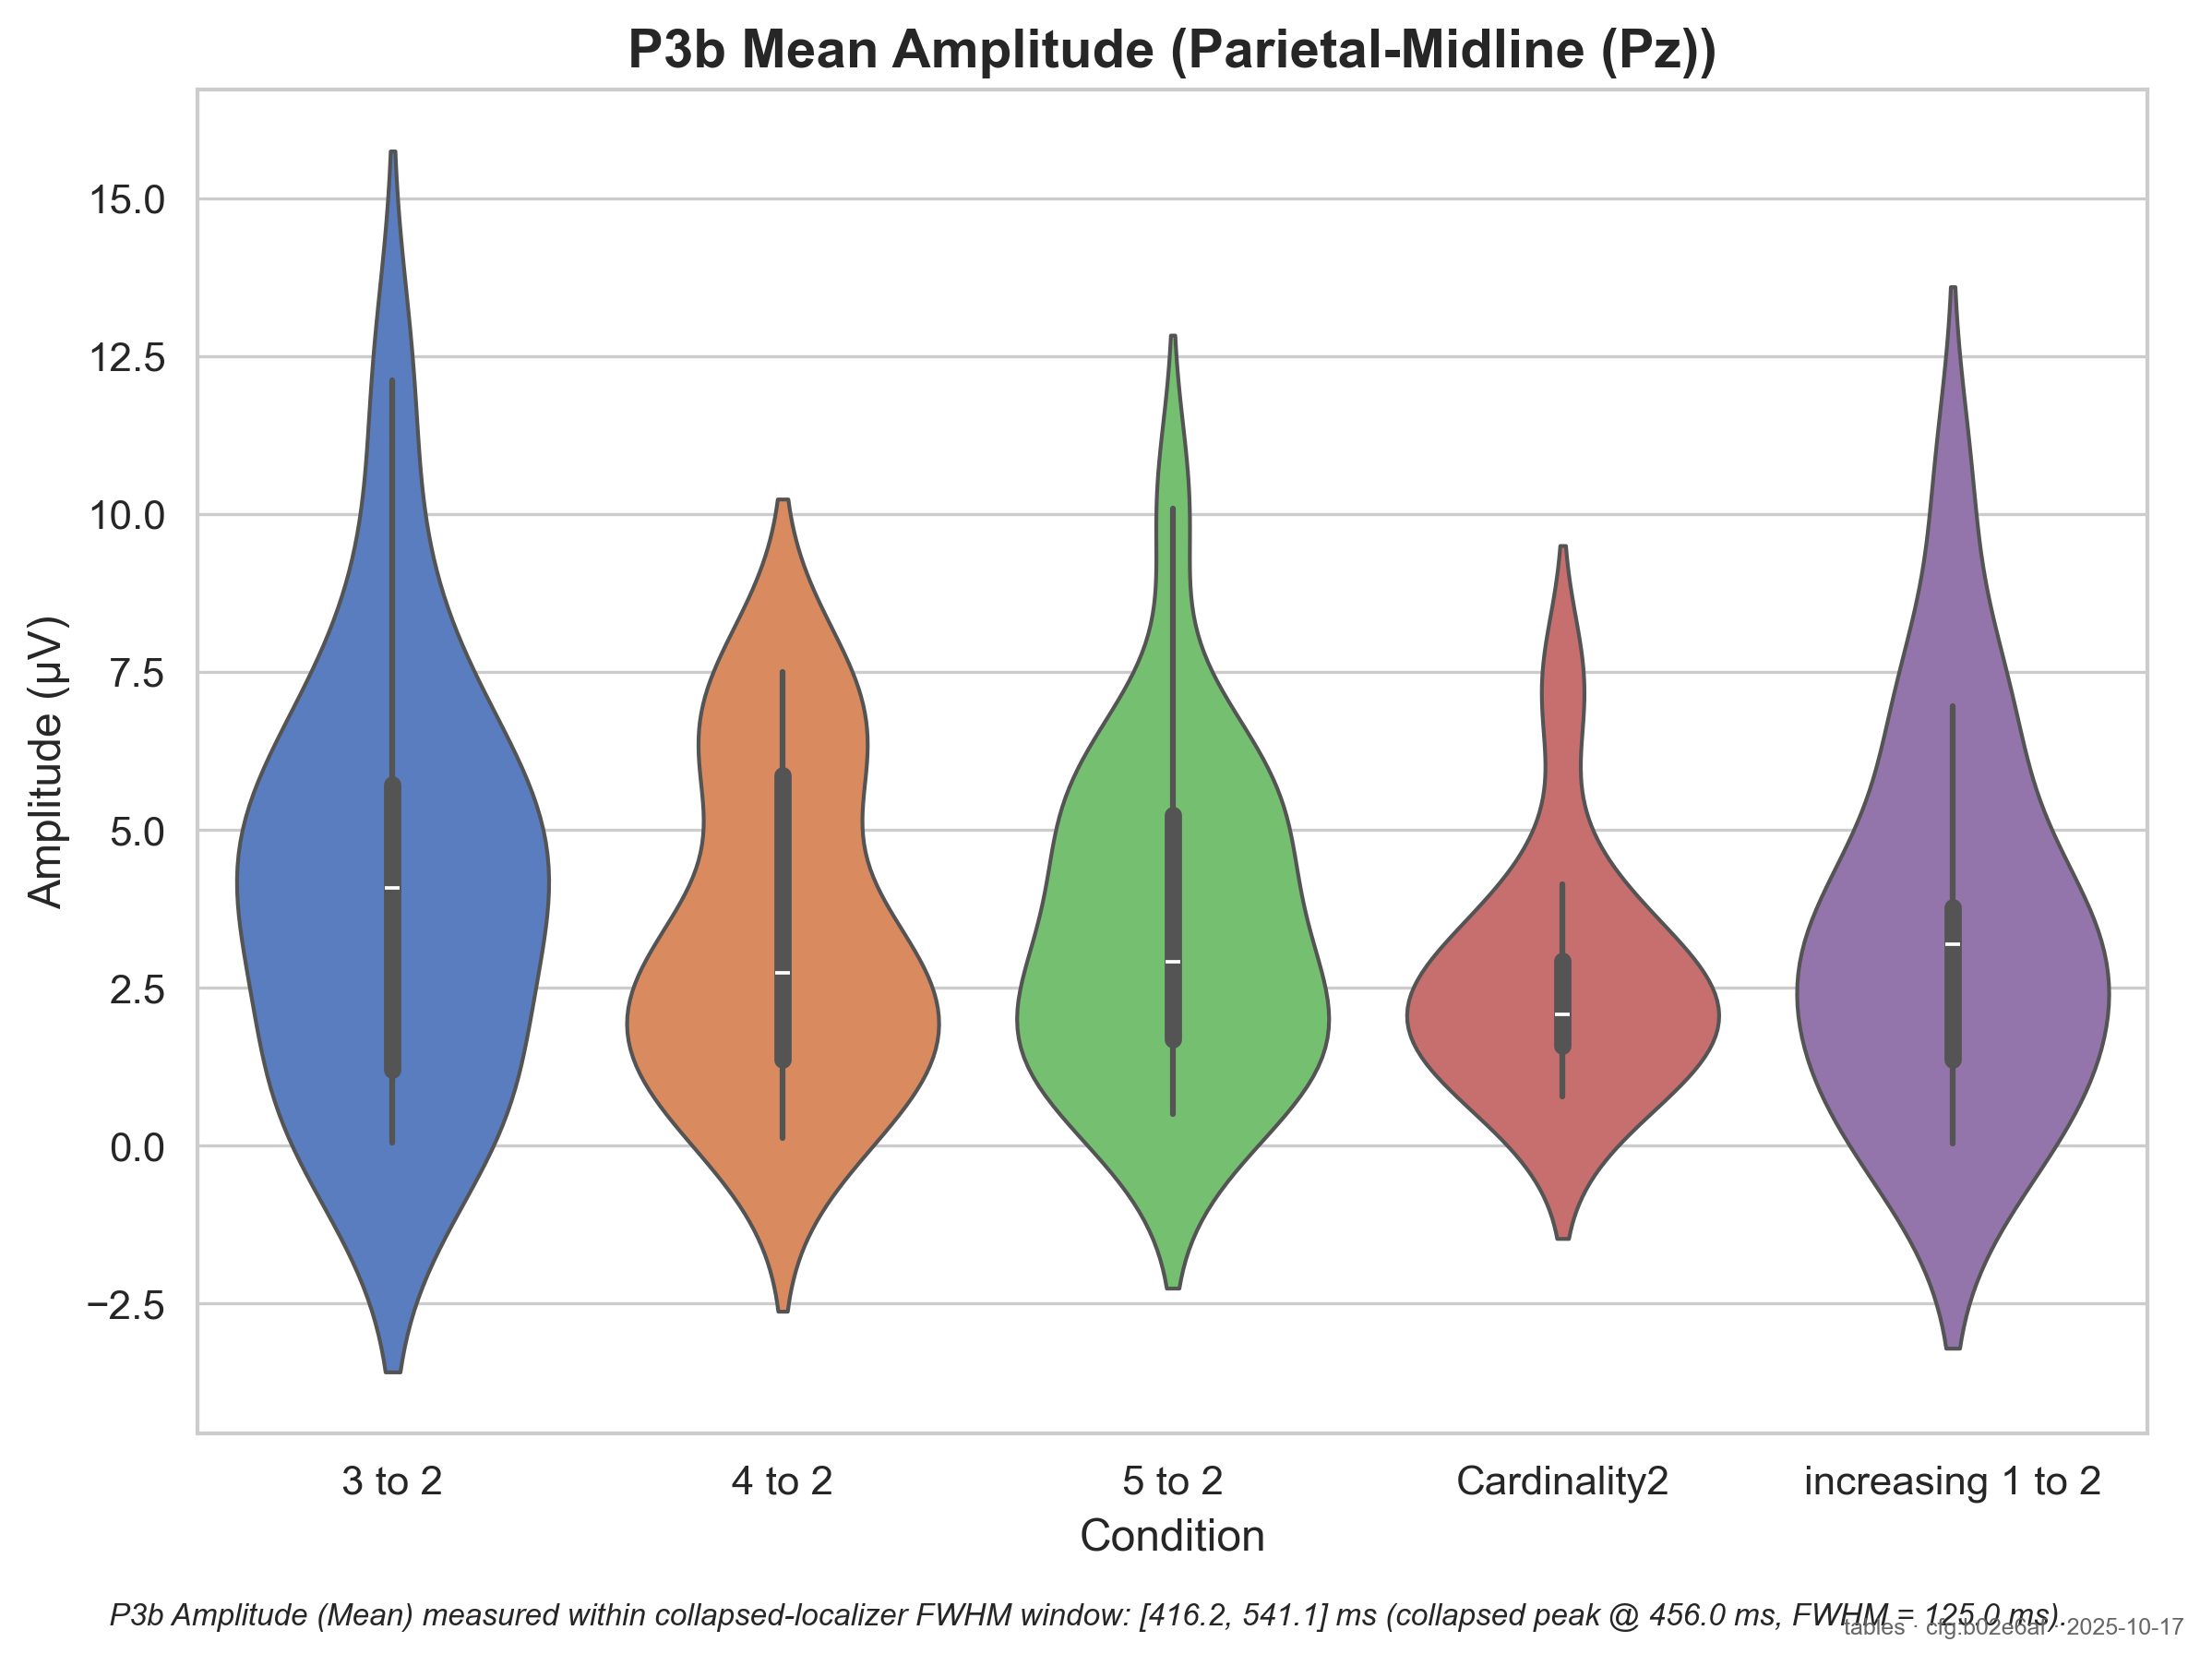 P3b Mean Amplitude (Parietal-Midline (Pz))
Amplitude (µV)
15.0
12.5
10.0
7.5
5.0
2.5
0.0
−2.5
3 to 2
4 to 2
5 to 2
Cardinality2
increasing 1 to 2
Condition
P3b Amplitude (Mean) measured within collapsed-localizer FWHM window: [416.2, 541.1] ms (collapsed peak @ 456.0 ms, FWHM = 125.0 ms).
tables · cfg:b02e6af · 2025-10-17